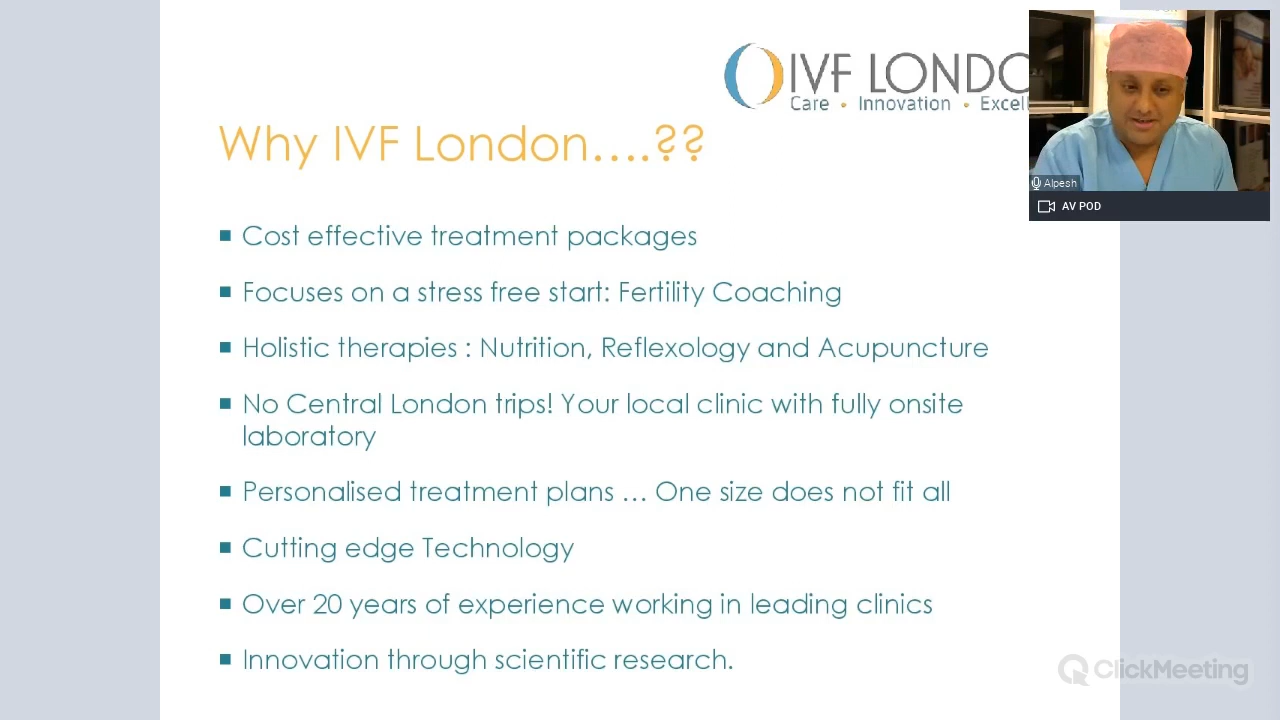 IVF LONDO
Care • Innovation • Excell
Why IVF London....??
Alpesh
AV POD
■ Cost effective treatment packages
■ Focuses on a stress free start: Fertility Coaching
■ Holistic therapies : Nutrition, Reflexology and Acupuncture
■ No Central London trips! Your local clinic with fully onsite
laboratory
■ Personalised treatment plans ... One size does not fit all
■ Cutting edge Technology
■ Over 20 years of experience working in leading clinics
■ Innovation through scientific research.
ClickMeeting